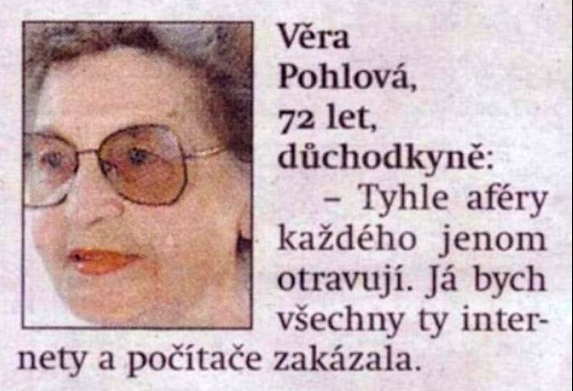 Věra
Pohlová,
72 let,
důchodkyně:
– Tyhle aféry
každého jenom
otravují. Já bych
všechny ty inter-
nety a počítače zakázala.